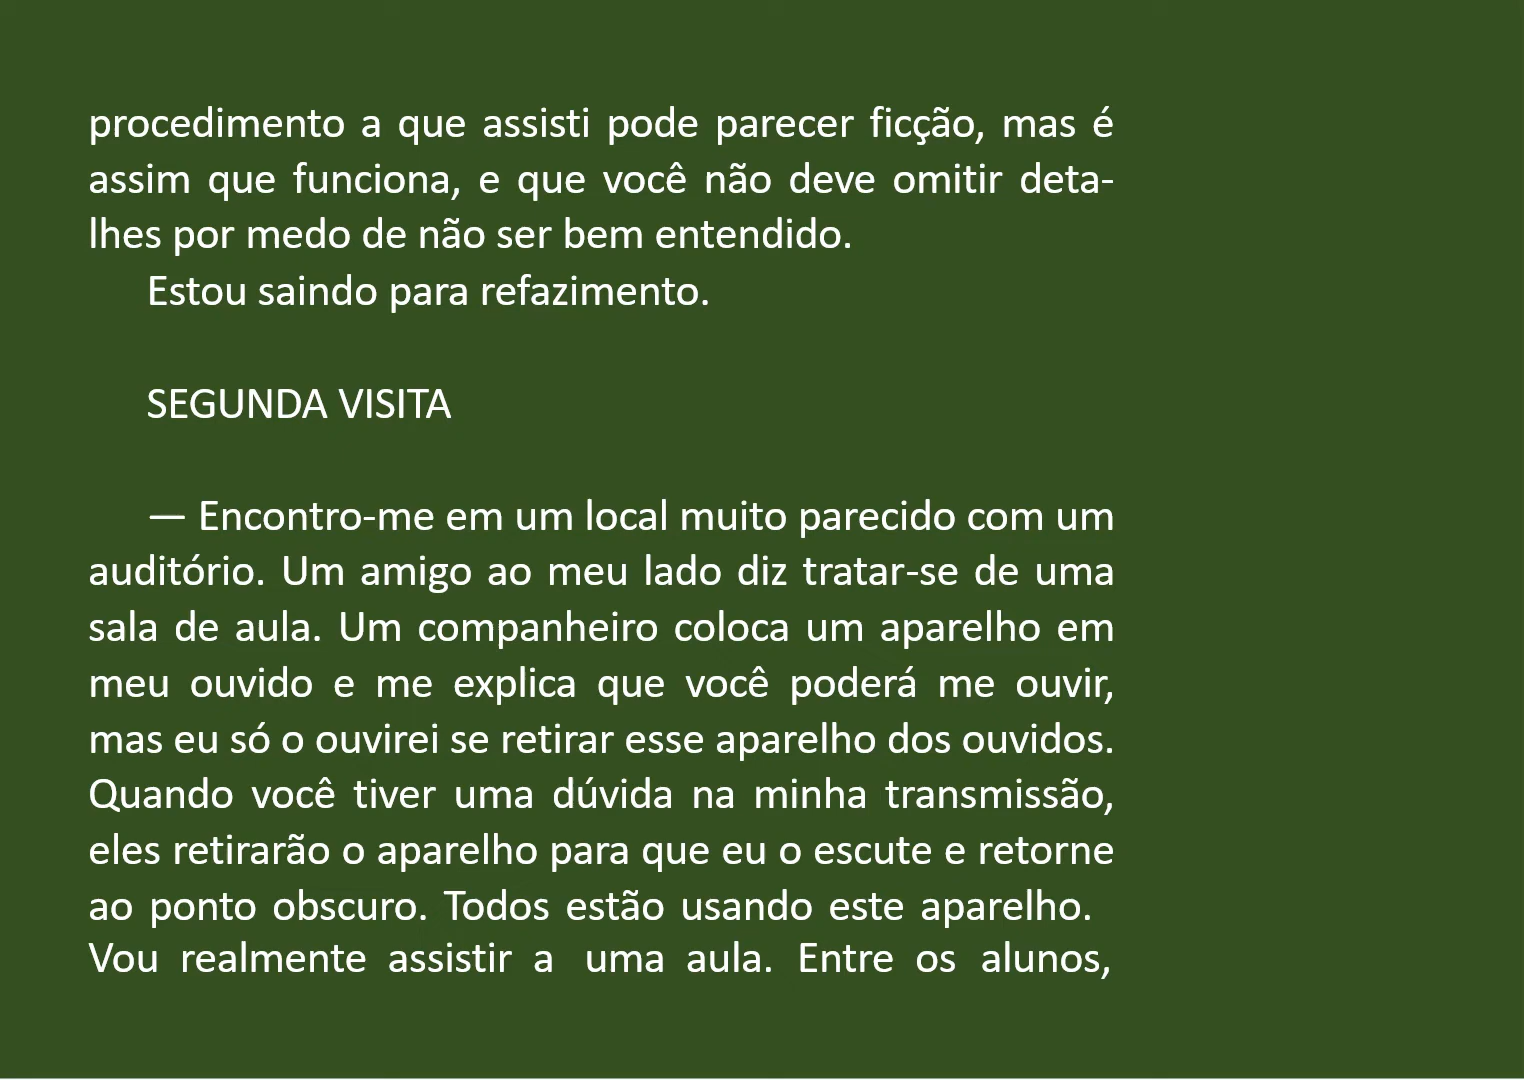 procedimento a que assisti pode parecer ficção, mas é
assim que funciona, e que você não deve omitir deta-
lhes por medo de não ser bem entendido.
Estou saindo para refazimento.
SEGUNDA VISITA
— Encontro-me em um local muito parecido com um
auditório. Um amigo ao meu lado diz tratar-se de uma
sala de aula. Um companheiro coloca um aparelho em
meu ouvido e me explica que você poderá me ouvir,
mas eu só o ouvirei se retirar esse aparelho dos ouvidos.
Quando você tiver uma dúvida na minha transmissão,
eles retirarão o aparelho para que eu o escute e retorne
ao ponto obscuro. Todos estão usando este aparelho.
Vou realmente assistir a uma aula. Entre os alunos,